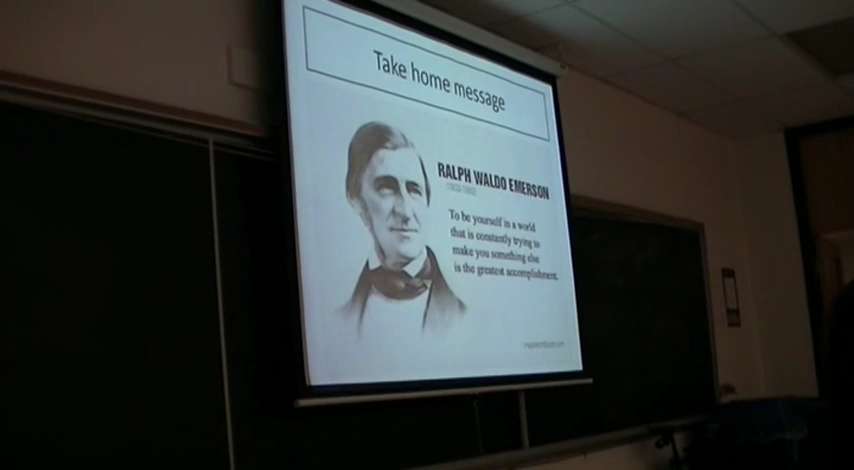 Take home message
RALPH WALDO EMERSON
To be yourself in a world
that is constantly trying to
make you something else
is the greatest accomplishment.